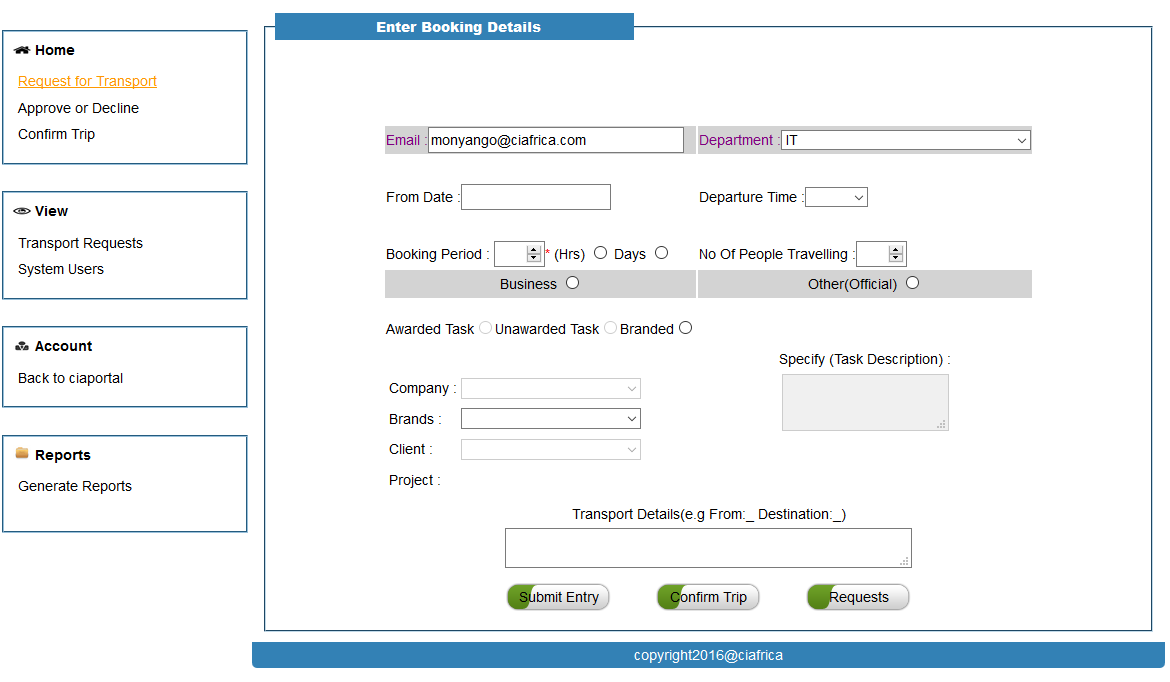 Enter Booking Details
Home
Request for Transport
Approve or Decline
Confirm Trip
View
Transport Requests
System Users
Account
Back to ciaportal
Reports
Generate Reports
Email : monyango@ciafrica.com Department : IT
From Date : Departure Time :
Booking Period : * (Hrs) Days No Of People Travelling :
Business Other(Official)
Awarded Task Unawarded Task Branded
Specify (Task Description) :
Company :
Brands :
Client :
Project :
Transport Details(e.g From:_ Destination:_)
Submit Entry Confirm Trip Requests
copyright2016@ciafrica